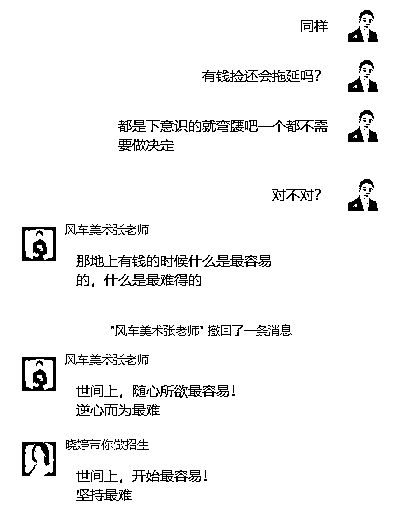 同样
有钱捡还会拖延吗?
都是下意识的就弯腰吧一个都不需
要做决定
对不对?
风车美术张老师
那地上有钱的时候什么是最容易
的，什么是最难得的
"风车美术张老师" 撤回了一条消息
风车美术张老师
世间上，随心所欲最容易!
逆心而为最难
晓婷带你做招生
世间上，开始最容易!
坚持最难